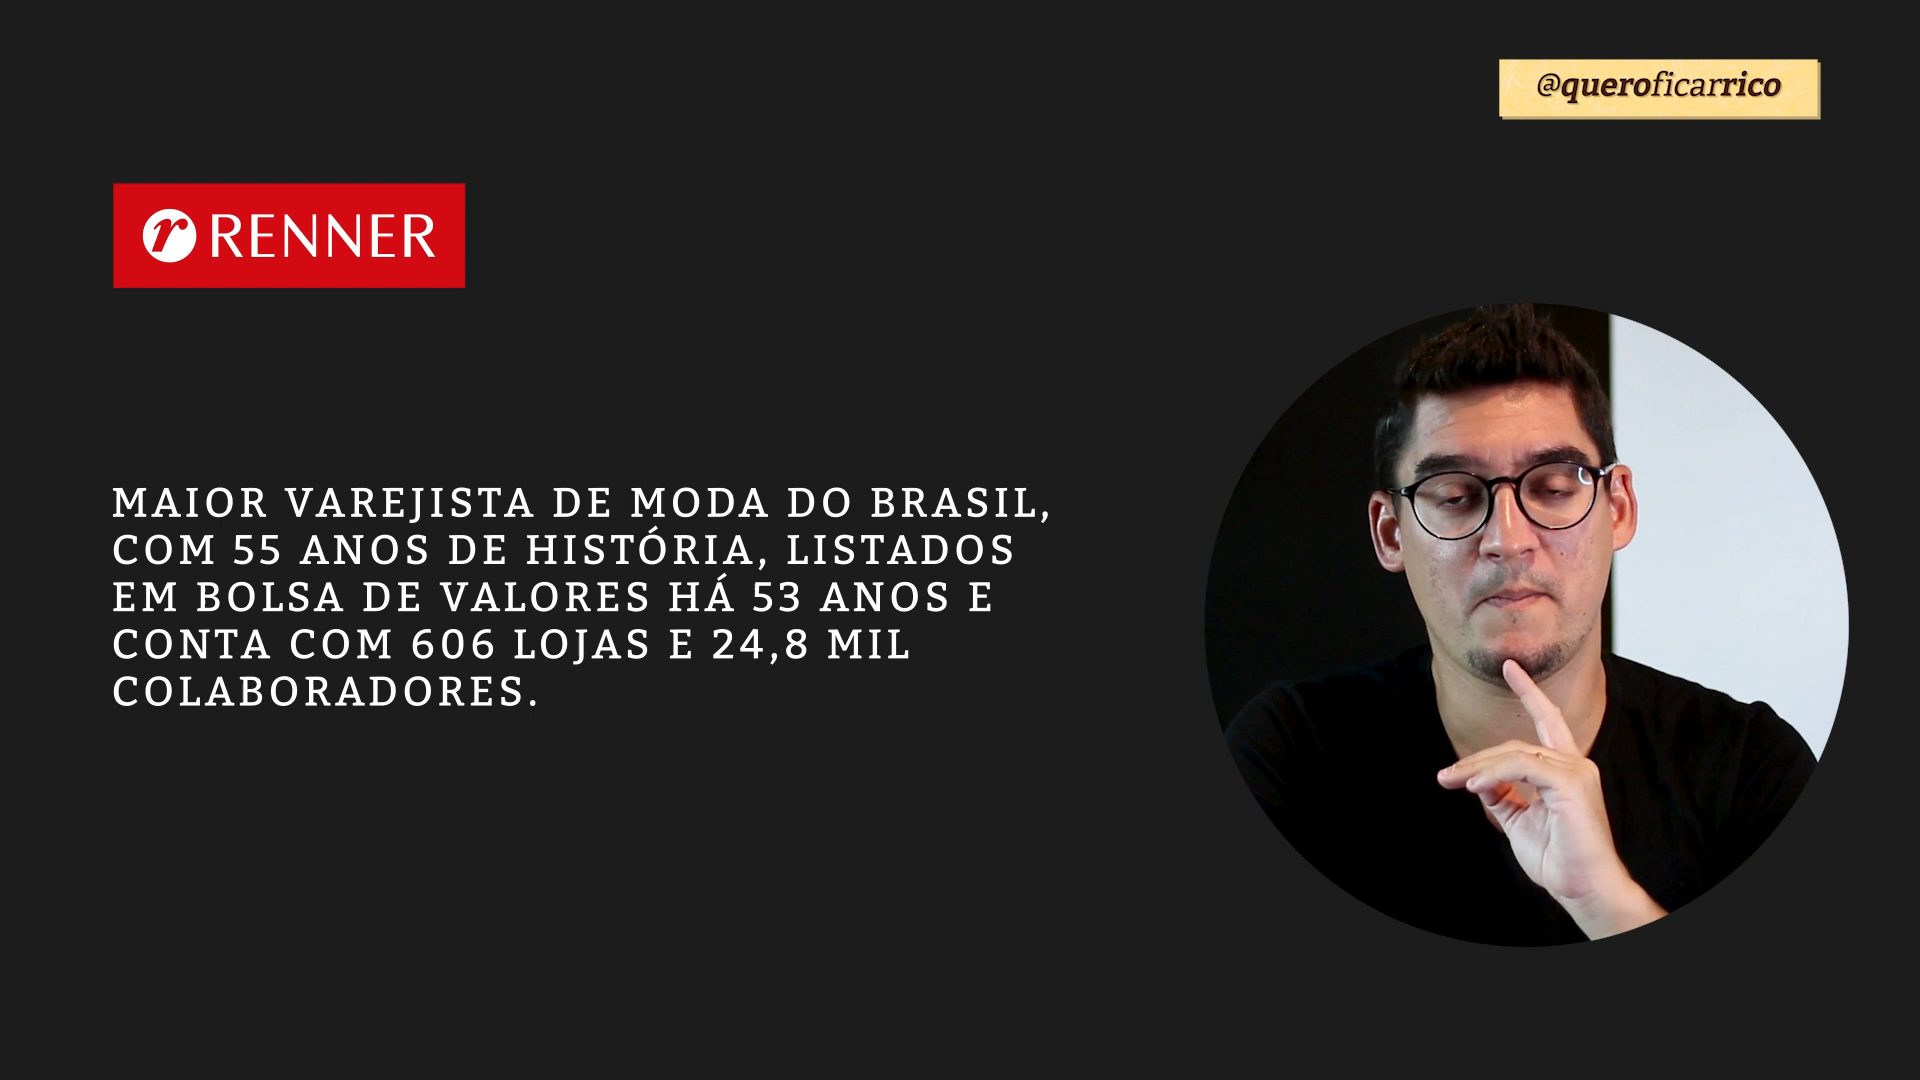 @queroficarrico
r RENNER
MAIOR VAREJISTA DE MODA DO BRASIL,
COM 55 ANOS DE HISTÓRIA, LISTADOS
EM BOLSA DE VALORES HÁ 53 ANOS E
CONTA COM 606 LOJAS E 24,8 MIL
COLABORADORES.